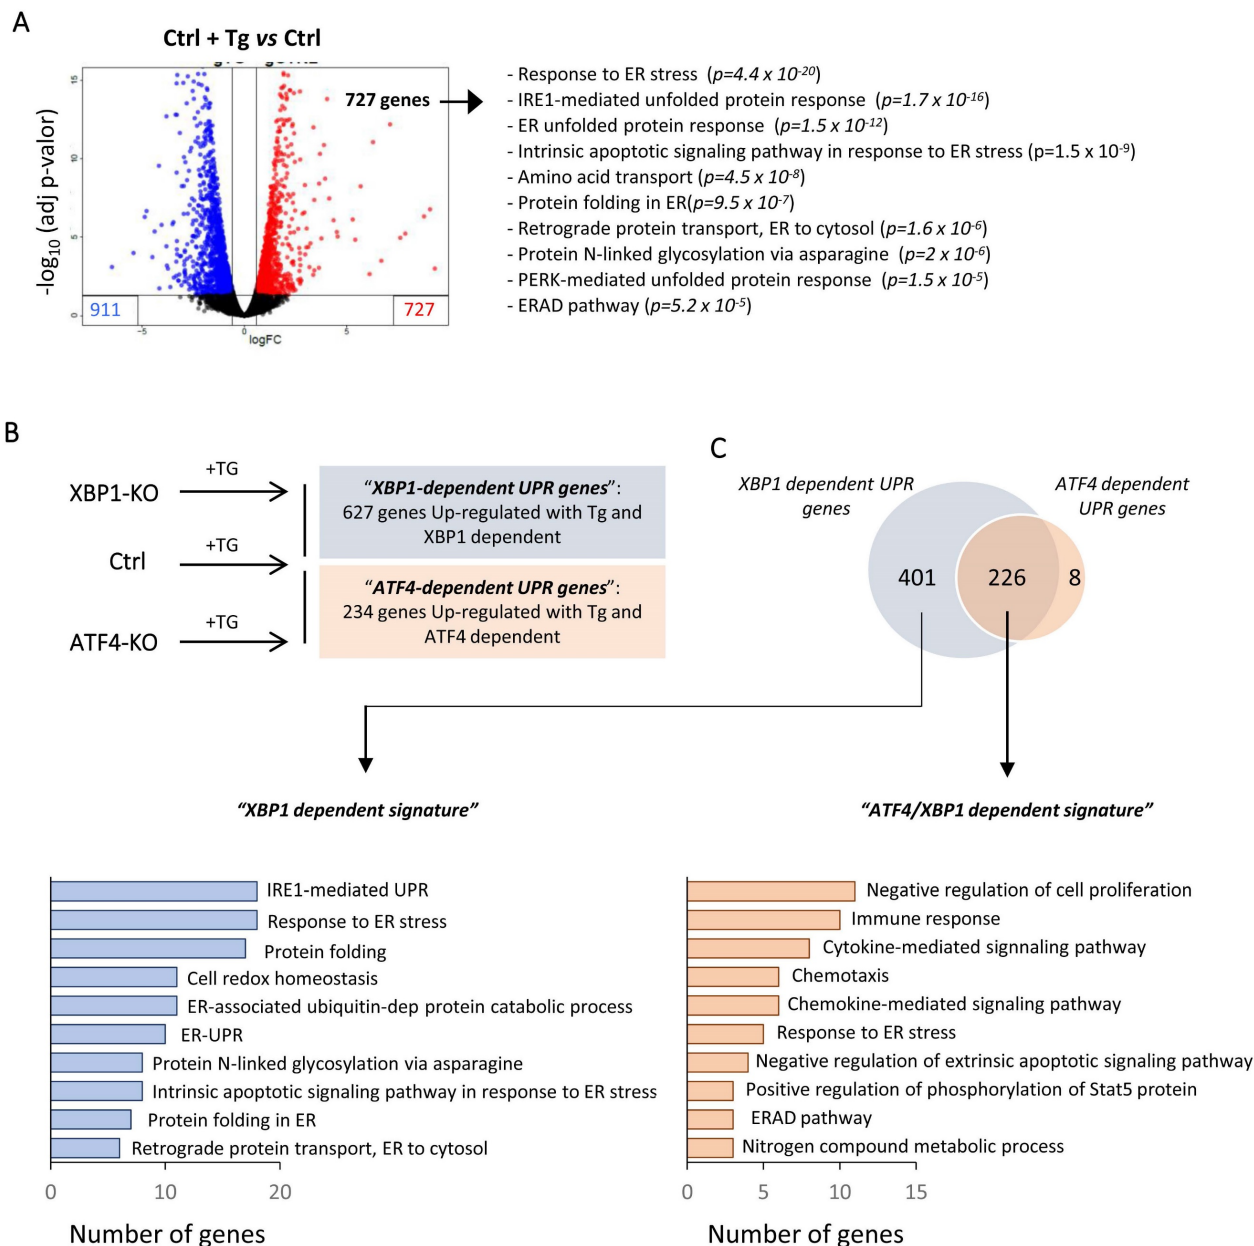 A
Ctrl + Tg vs Ctrl
727 genes
-log10 (adj p-valor)
15
10
5
0
911
727
-5
0
5
logFC
- Response to ER stress (p=4.4 x 10-20)
- IRE1-mediated unfolded protein response (p=1.7 x 10-16)
- ER unfolded protein response (p=1.5 x 10-12)
- Intrinsic apoptotic signaling pathway in response to ER stress (p=1.5 x 10-9)
- Amino acid transport (p=4.5 x 10-8)
- Protein folding in ER(p=9.5 x 10-7)
- Retrograde protein transport, ER to cytosol (p=1.6 x 10-6)
- Protein N-linked glycosylation via asparagine (p=2 x 10-6)
- PERK-mediated unfolded protein response (p=1.5 x 10-5)
- ERAD pathway (p=5.2 x 10-5)
B
XBP1-KO
+TG
Ctrl
+TG
ATF4-KO
+TG
“XBP1-dependent UPR genes”:
627 genes Up-regulated with Tg and
XBP1 dependent
“ATF4-dependent UPR genes”:
234 genes Up-regulated with Tg and
ATF4 dependent
C
XBP1 dependent UPR
genes
ATF4 dependent
UPR genes
401
226
8
“XBP1 dependent signature”
IRE1-mediated UPR
Response to ER stress
Protein folding
Cell redox homeostasis
ER-associated ubiquitin-dep protein catabolic process
ER-UPR
Protein N-linked glycosylation via asparagine
Intrinsic apoptotic signaling pathway in response to ER stress
Protein folding in ER
Retrograde protein transport, ER to cytosol
0
10
20
Number of genes
“ATF4/XBP1 dependent signature”
Negative regulation of cell proliferation
Immune response
Cytokine-mediated signnaling pathway
Chemotaxis
Chemokine-mediated signaling pathway
Response to ER stress
Negative regulation of extrinsic apoptotic signaling pathway
Positive regulation of phosphorylation of Stat5 protein
ERAD pathway
Nitrogen compound metabolic process
0
5
10
15
Number of genes